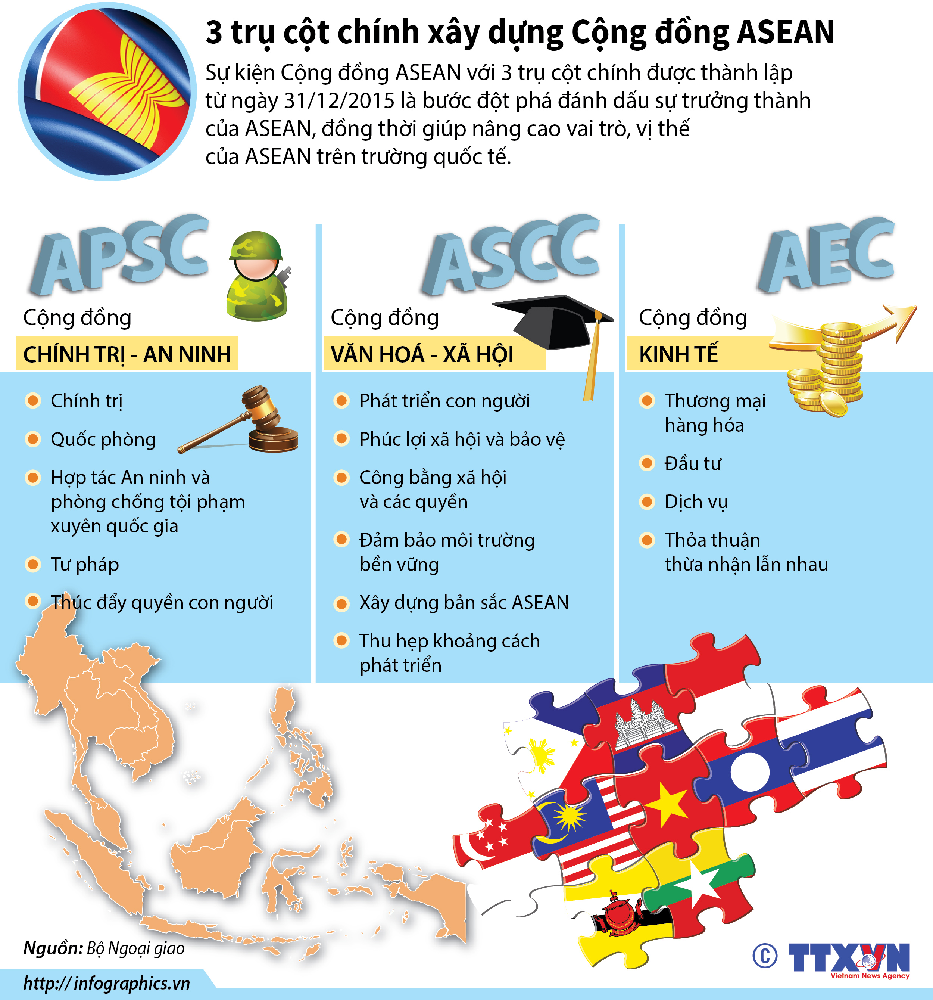 3 trụ cột chính xây dựng Cộng đồng ASEAN
Sự kiện Cộng đồng ASEAN với 3 trụ cột chính được thành lập
từ ngày 31/12/2015 là bước đột phá đánh dấu sự trưởng thành
của ASEAN, đồng thời giúp nâng cao vai trò, vị thế
của ASEAN trên trường quốc tế.
APSC
Cộng đồng
CHÍNH TRỊ - AN NINH
Chính trị
Quốc phòng
Hợp tác An ninh và
phòng chống tội phạm
xuyên quốc gia
Tư pháp
Thúc đẩy quyền con người
ASCC
Cộng đồng
VĂN HOÁ - XÃ HỘI
Phát triển con người
Phúc lợi xã hội và bảo vệ
Công bằng xã hội
và các quyền
Đảm bảo môi trường
bền vững
Xây dựng bản sắc ASEAN
Thu hẹp khoảng cách
phát triển
AEC
Cộng đồng
KINH TẾ
Thương mại
hàng hóa
Đầu tư
Dịch vụ
Thỏa thuận
thừa nhận lẫn nhau
Nguồn: Bộ Ngoại giao
http:// infographics.vn
© TTXVN
Vietnam News Agency